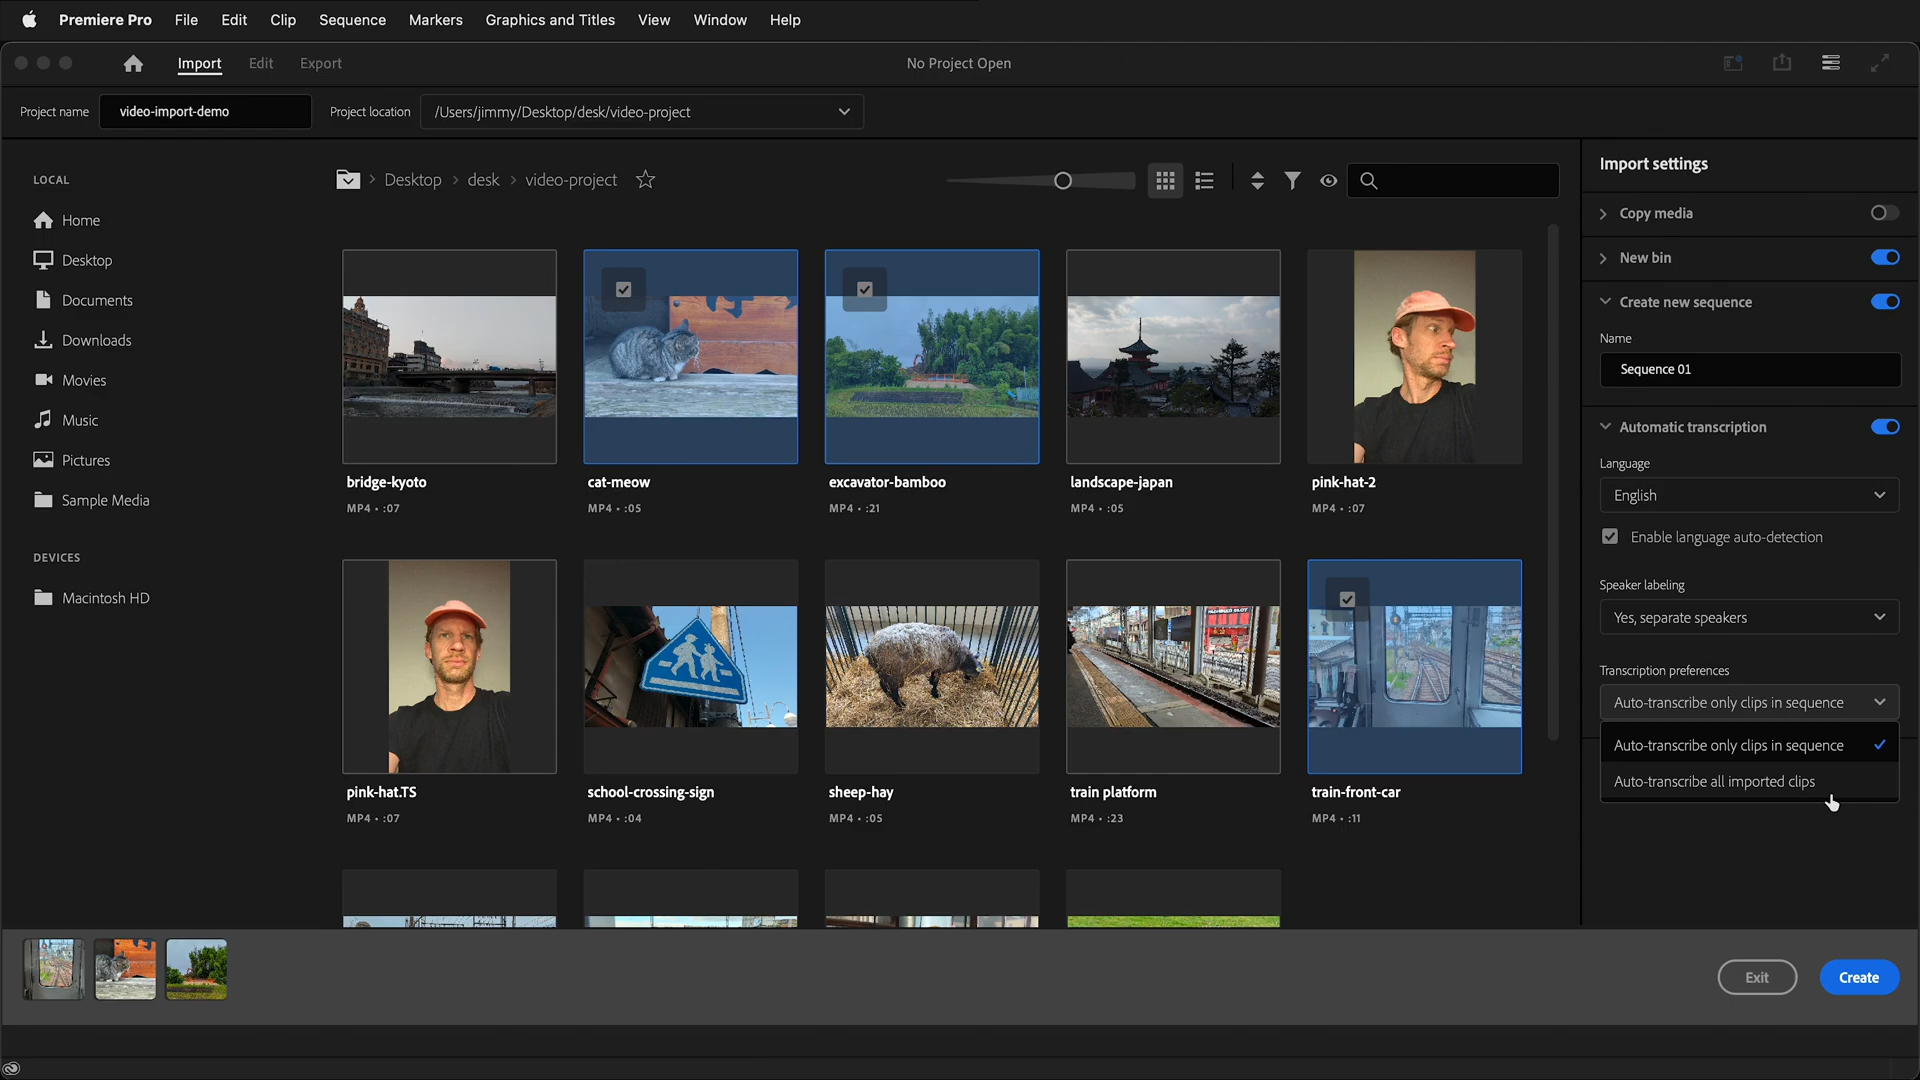 Premiere Pro File Edit Clip Sequence Markers Graphics and Titles View Window Help
Import Edit Export
No Project Open
Project name
video-import-demo
Project location
/Users/jimmy/Desktop/desk/video-project
LOCAL
Home
Desktop
Documents
Downloads
Movies
Music
Pictures
Sample Media
DEVICES
Macintosh HD
Desktop > desk > video-project
bridge-kyoto
MP4 • :07
cat-meow
MP4 • :05
excavator-bamboo
MP4 • :21
landscape-japan
MP4 • :05
pink-hat-2
MP4 • :07
pink-hat.TS
MP4 • :07
school-crossing-sign
MP4 • :04
sheep-hay
MP4 • :05
train platform
MP4 • :23
train-front-car
MP4 • :11
Import settings
Copy media
New bin
Create new sequence
Name
Sequence 01
Automatic transcription
Language
English
Enable language auto-detection
Speaker labeling
Yes, separate speakers
Transcription preferences
Auto-transcribe only clips in sequence
Auto-transcribe only clips in sequence
Auto-transcribe all imported clips
Exit
Create